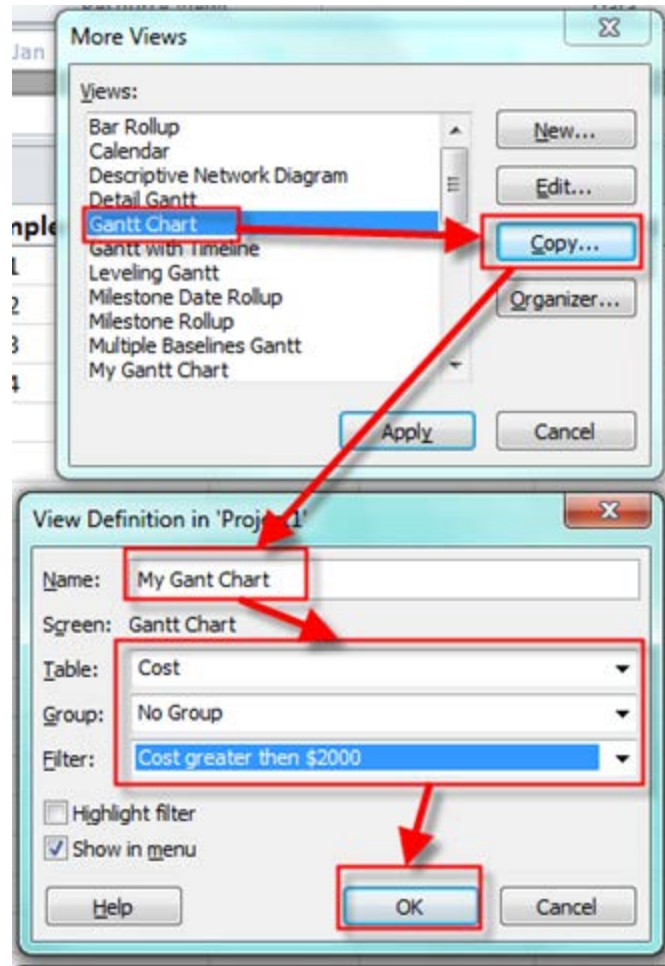 Jan
More Views
Views:
Bar Rollup
Calendar
Descriptive Network Diagram
Detail Gantt
Gantt Chart
Gantt with Timeline
Leveling Gantt
Milestone Date Rollup
Milestone Rollup
Multiple Baselines Gantt
My Gantt Chart
New...
Edit...
Copy...
Organizer...
Apply
Cancel
1
2
3
4
View Definition in 'Project1'
Name: My Gant Chart
Screen: Gantt Chart
Table: Cost
Group: No Group
Filter: Cost greater then $2000
Highlight filter
Show in menu
Help
OK
Cancel